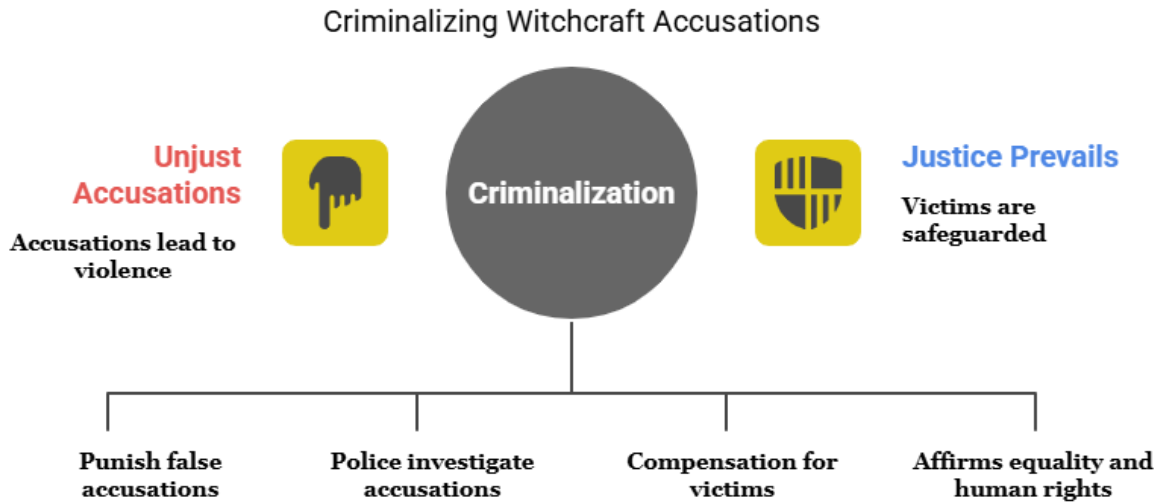 Criminalizing Witchcraft Accusations
Unjust
Accusations
Accusations lead to
violence
Criminalization
Justice Prevails
Victims are
safeguarded
Punish false
accusations
Police investigate
accusations
Compensation for
victims
Affirms equality and
human rights